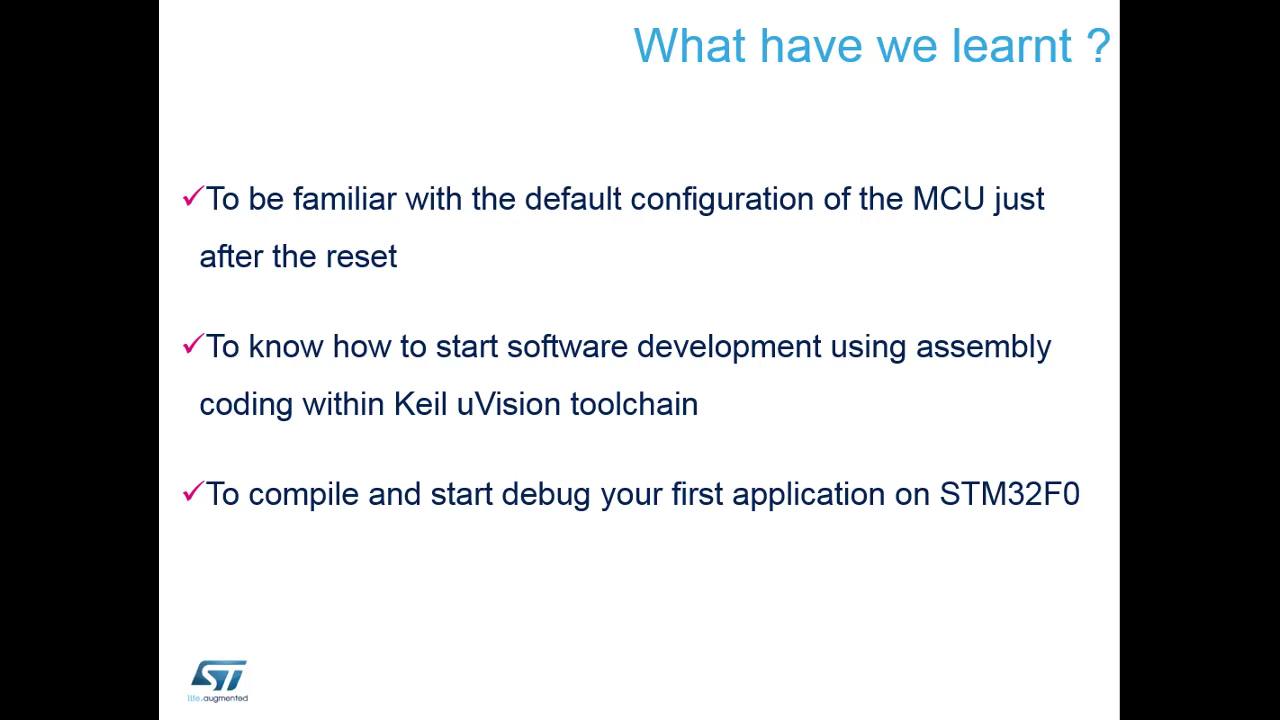 What have we learnt ?
✓To be familiar with the default configuration of the MCU just
after the reset
✓To know how to start software development using assembly
coding within Keil uVision toolchain
✓To compile and start debug your first application on STM32F0
ST
life.augmented